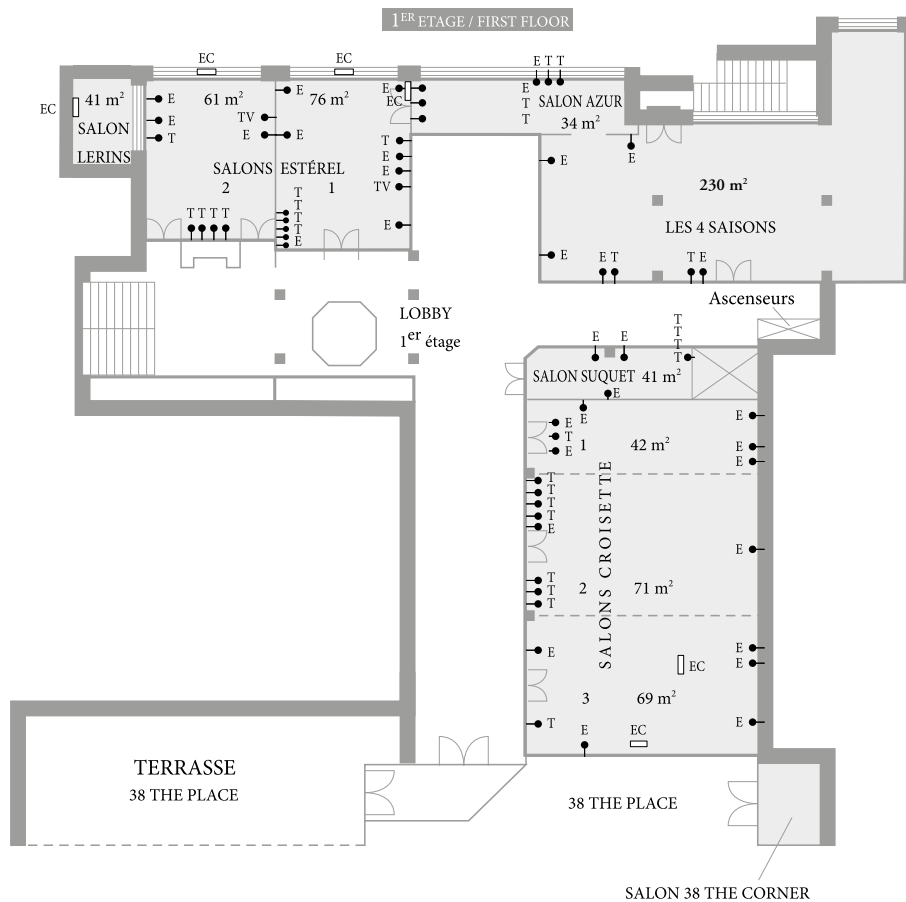 1ER ETAGE / FIRST FLOOR
EC
EC
EC
41 m²
SALON
LERINS
E
E
T
61 m²
TV
E
76 m²
E
E
E
EC
SALONS ESTÉREL
2
1
T
E
E
TV
E
T
T
T
T
E
T T T T
E T T
E
T
T
SALON AZUR
34 m²
E
E
E
230 m²
LES 4 SAISONS
E T
T E
Ascenseurs
LOBBY
1er étage
E
E
T
T
T
T
SALON SUQUET 41 m²
E
E
E
T
E
1
42 m²
E
E
E
T
T
T
T
E
SALONS CROISETTE
E
T
T
T
2
71 m²
E
E
E
EC
3
69 m²
T
E
EC
E
TERRASSE
38 THE PLACE
38 THE PLACE
SALON 38 THE CORNER